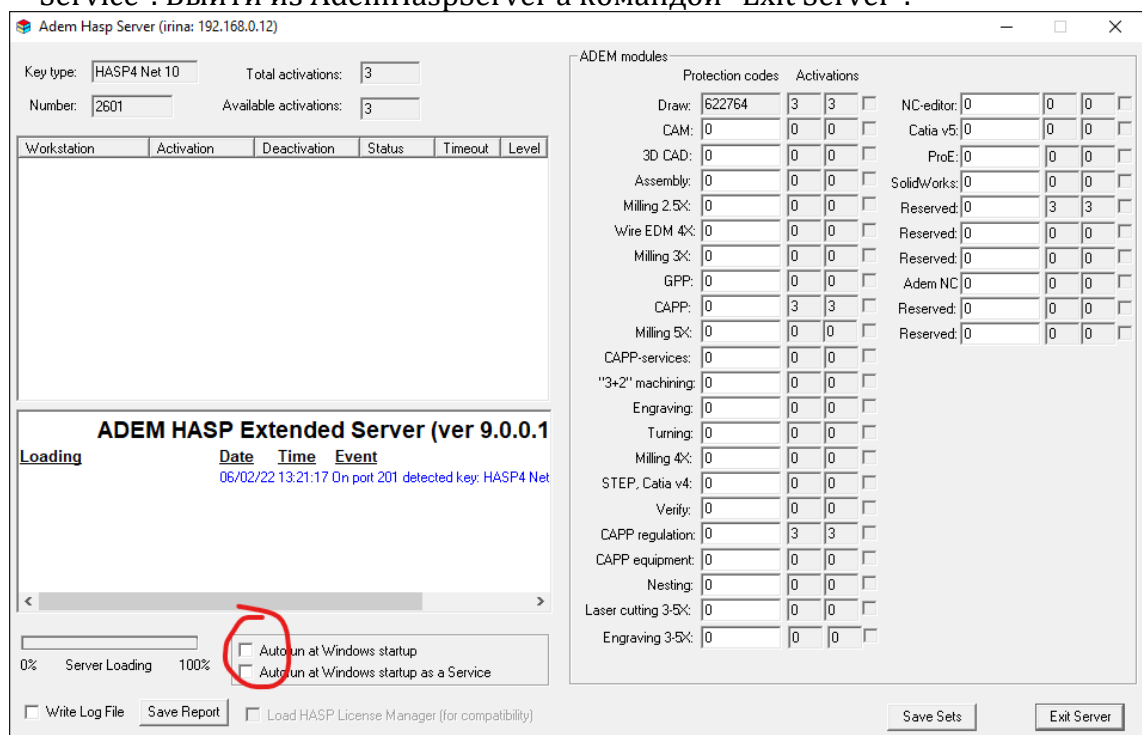 Service". Выйти из AdemHaspServer а командой "Exit Server".
Adem Hasp Server (irina: 192.168.0.12)
Key type: HASP4 Net 10 Total activations: 3
Number: 2601 Available activations: 3
Workstation Activation Deactivation Status Timeout Level
ADEM HASP Extended Server (ver 9.0.0.1
Loading Date Time Event
06/02/22 13:21:17 On port 201 detected key: HASP4 Net
0% Server Loading 100%
Autorun at Windows startup
Autorun at Windows startup as a Service
Write Log File Save Report Load HASP License Manager (for compatibility)
ADEM modules
Protection codes Activations
Draw: 622764 3 3
CAM: 0 0 0
3D CAD: 0 0 0
Assembly: 0 0 0
Milling 2.5X: 0 0 0
Wire EDM 4X: 0 0 0
Milling 3X: 0 0 0
GPP: 0 0 0
CAPP: 0 3 3
Milling 5X: 0 0 0
CAPP-services: 0 0 0
"3+2" machining: 0 0 0
Engraving: 0 0 0
Turning: 0 0 0
Milling 4X: 0 0 0
STEP, Catia v4: 0 0 0
Verify: 0 0 0
CAPP regulation: 0 3 3
CAPP equipment: 0 0 0
Nesting: 0 0 0
Laser cutting 3-5X: 0 0 0
Engraving 3-5X: 0 0 0
NC-editor: 0 0 0
Catia v5: 0 0 0
ProE: 0 0 0
SolidWorks: 0 0 0
Reserved: 0 3 3
Reserved: 0 0 0
Reserved: 0 0 0
Adem NC 0 0 0
Reserved: 0 0 0
Reserved: 0 0 0
Save Sets Exit Server